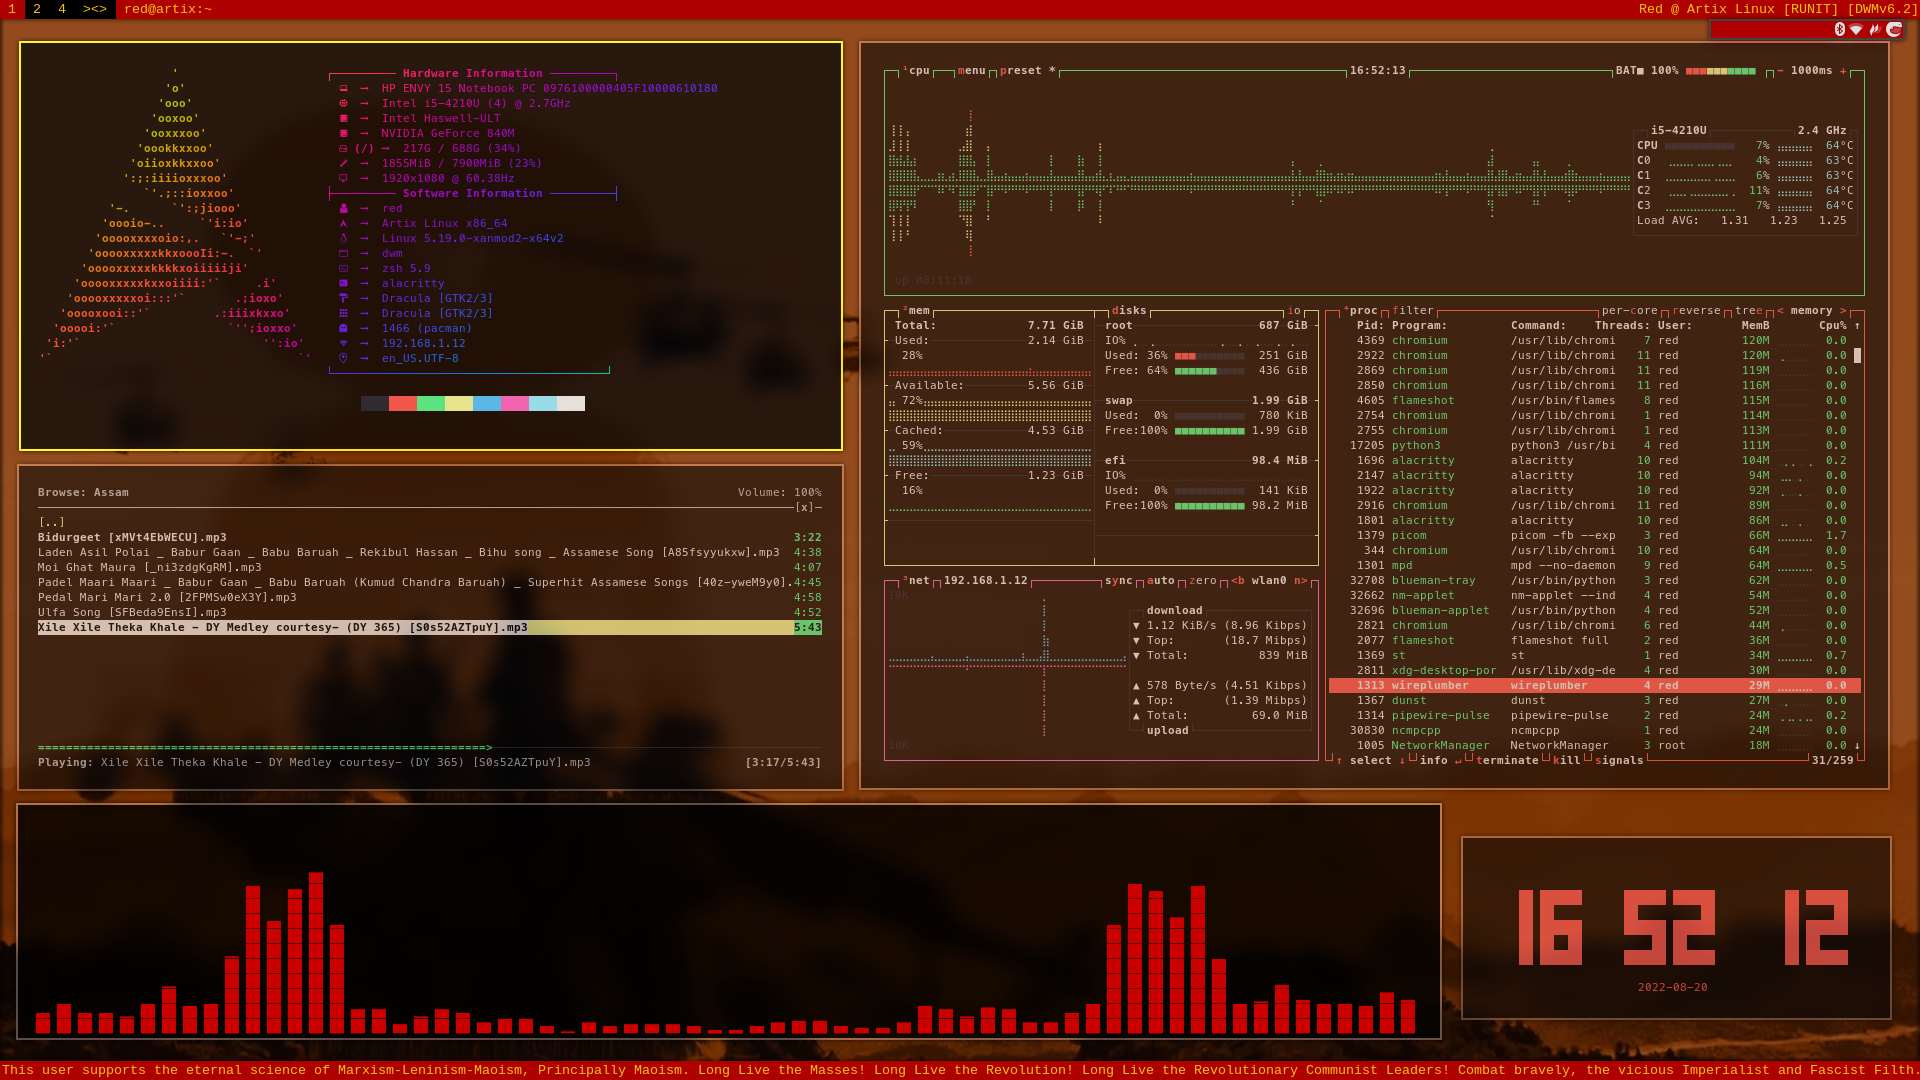 1 2 4 ><> red@artix:~
Red @ Artix Linux [RUNIT] [DWMv6.2]
Hardware Information
→ HP ENVY 15 Notebook PC 0976100000405F10000610180
→ Intel i5-4210U (4) @ 2.7GHz
→ Intel Haswell-ULT
→ NVIDIA GeForce 840M
(/) → 217G / 688G (34%)
→ 1855MiB / 7900MiB (23%)
→ 1920x1080 @ 60.38Hz
Software Information
→ red
→ Artix Linux x86_64
→ Linux 5.19.0-xanmod2-x64v2
→ dwm
→ zsh 5.9
→ alacritty
→ Dracula [GTK2/3]
→ Dracula [GTK2/3]
→ 1466 (pacman)
→ 192.168.1.12
→ en_US.UTF-8
'
'o'
'ooo'
'ooxoo'
'ooxxxoo'
'oookkxxoo'
'oiioxkkxxoo'
':;:iiiioxxxoo'
`'.;::ioxxoo'
'-. `':;jiooo'
'oooio-.. `'i:io'
'ooooxxxxoio:,. `'-;'
'ooooxxxxxkkxoooIi:-. `'
'ooooxxxxxkkkkxoiiiiiji'
'ooooxxxxxkxxoiiii:'` .i'
'ooooxxxxxoi:::'` .;ioxo'
'ooooxooi::'` .:iiixkxxo'
'ooooi:'` `'';ioxxo'
'i:'` '':io'
'` `'
Browse: Assam Volume: 100%
[x]
[..]
Bidurgeet [xMVt4EbWECU].mp3 3:22
Laden Asil Polai _ Babur Gaan _ Babu Baruah _ Rekibul Hassan _ Bihu song _ Assamese Song [A85fsyyukxw].mp3 4:38
Moi Ghat Maura [_ni3zdgKgRM].mp3 4:07
Padel Maari Maari _ Babur Gaan _ Babu Baruah (Kumud Chandra Baruah) _ Superhit Assamese Songs [40z-yweM9y0].4:45
Pedal Mari Mari 2.0 [2FPMSw0eX3Y].mp3 4:58
Ulfa Song [SFBeda9EnsI].mp3 4:52
Xile Xile Theka Khale - DY Medley courtesy- (DY 365) [S0s52AZTpuY].mp3 5:43
Playing: Xile Xile Theka Khale - DY Medley courtesy- (DY 365) [S0s52AZTpuY].mp3 [3:17/5:43]
¹cpu menu preset * 16:52:13 BAT■ 100% - 1000ms +
i5-4210U 2.4 GHz
CPU 7% 64°C
C0 4% 63°C
C1 6% 63°C
C2 11% 64°C
C3 7% 64°C
Load AVG: 1.31 1.23 1.25
up 08:11:18
²mem
Total: 7.71 GiB
Used: 2.14 GiB
28%
Available: 5.56 GiB
72%
Cached: 4.53 GiB
59%
Free: 1.23 GiB
16%
disks io
root 687 GiB
IO%
Used: 36% 251 GiB
Free: 64% 436 GiB
swap 1.99 GiB
Used: 0% 780 KiB
Free:100% 1.99 GiB
efi 98.4 MiB
IO%
Used: 0% 141 KiB
Free:100% 98.2 MiB
³net 192.168.1.12 sync auto zero <b wlan0 n>
10K
download
▼ 1.12 KiB/s (8.96 Kibps)
▼ Top: (18.7 Mibps)
▼ Total: 839 MiB
▲ 578 Byte/s (4.51 Kibps)
▲ Top: (1.39 Mibps)
▲ Total: 69.0 MiB
upload
10K
⁴proc filter per-core reverse tree < memory >
Pid: Program: Command: Threads: User: MemB Cpu% ↑
4369 chromium /usr/lib/chromi 7 red 120M 0.0
2922 chromium /usr/lib/chromi 11 red 120M 0.0
2869 chromium /usr/lib/chromi 11 red 119M 0.0
2850 chromium /usr/lib/chromi 11 red 116M 0.0
4605 flameshot /usr/bin/flames 8 red 115M 0.0
2754 chromium /usr/lib/chromi 1 red 114M 0.0
2755 chromium /usr/lib/chromi 1 red 113M 0.0
17205 python3 python3 /usr/bi 4 red 111M 0.0
1696 alacritty alacritty 10 red 104M 0.2
2147 alacritty alacritty 10 red 94M 0.0
1922 alacritty alacritty 10 red 92M 0.0
2916 chromium /usr/lib/chromi 11 red 89M 0.0
1801 alacritty alacritty 10 red 86M 0.0
1379 picom picom -fb --exp 3 red 66M 1.7
344 chromium /usr/lib/chromi 10 red 64M 0.0
1301 mpd mpd --no-daemon 9 red 64M 0.5
32708 blueman-tray /usr/bin/python 3 red 62M 0.0
32662 nm-applet nm-applet --ind 4 red 54M 0.0
32696 blueman-applet /usr/bin/python 4 red 52M 0.0
2821 chromium /usr/lib/chromi 6 red 44M 0.0
2077 flameshot flameshot full 2 red 36M 0.0
1369 st st 1 red 34M 0.7
2811 xdg-desktop-por /usr/lib/xdg-de 4 red 30M 0.0
1313 wireplumber wireplumber 4 red 29M 0.0
1367 dunst dunst 3 red 27M 0.0
1314 pipewire-pulse pipewire-pulse 2 red 24M 0.2
30830 ncmpcpp ncmpcpp 1 red 24M 0.0
1005 NetworkManager NetworkManager 3 root 18M 0.0 ↓
↑ select ↓ info ↵ terminate kill signals 31/259
16 52 12
2022-08-20
This user supports the eternal science of Marxism-Leninism-Maoism, Principally Maoism. Long Live the Masses! Long Live the Revolution! Long Live the Revolutionary Communist Leaders! Combat bravely, the vicious Imperialist and Fascist Filth.